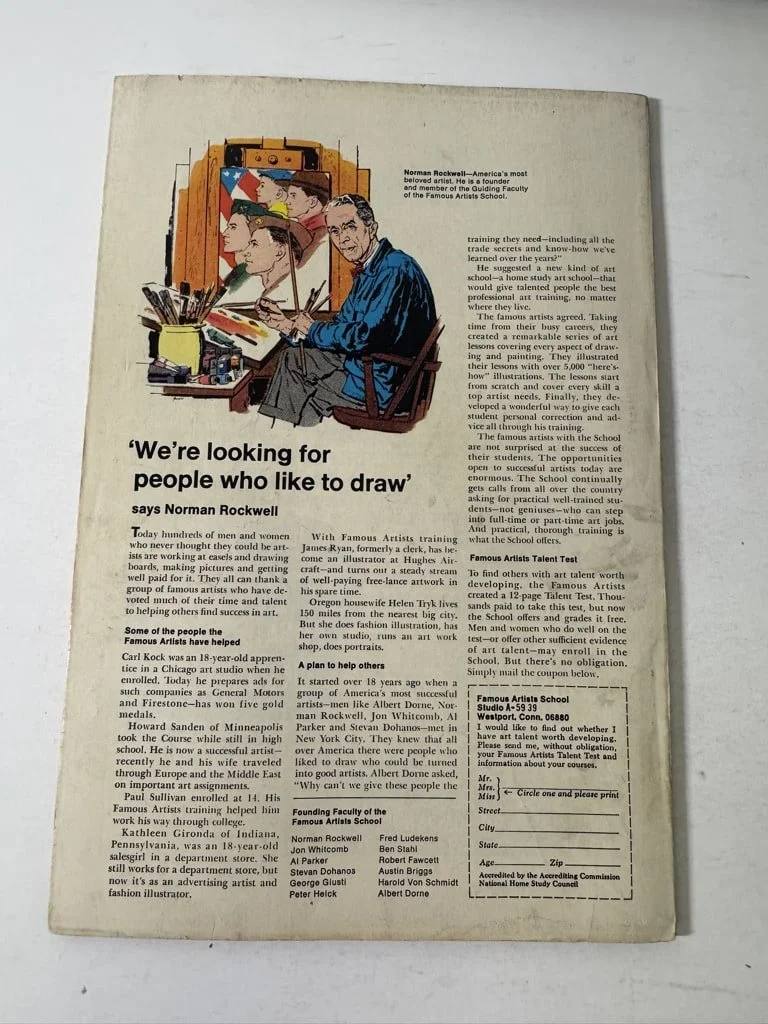 Norman Rockwell—America's most
beloved artist. He is a founder
and member of the Guiding Faculty
of the Famous Artists School.
'We're looking for
people who like to draw'
says Norman Rockwell
Today hundreds of men and women
who never thought they could be art-
ists are working at easels and drawing
boards, making pictures and getting
well paid for it. They all can thank a
group of famous artists who have de-
voted much of their time and talent
to helping others find success in art.
Some of the people the
Famous Artists have helped
Carl Kock was an 18-year-old appren-
tice in a Chicago art studio when he
enrolled. Today he prepares ads for
such companies as General Motors
and Firestone—has won five gold
medals.
Howard Sanden of Minneapolis
took the Course while still in high
school. He is now a successful artist—
recently he and his wife traveled
through Europe and the Middle East
on important art assignments.
Paul Sullivan enrolled at 14. His
Famous Artists training helped him
work his way through college.
Kathleen Gironda of Indiana,
Pennsylvania, was an 18-year-old
salesgirl in a department store. She
still works for a department store, but
now it's as an advertising artist and
fashion illustrator.
With Famous Artists training
James Ryan, formerly a clerk, has be-
come an illustrator at Hughes Air-
craft—and turns out a steady stream
of well-paying free-lance artwork in
his spare time.
Oregon housewife Helen Tryk lives
150 miles from the nearest big city.
But she does fashion illustration, has
her own studio, runs an art work
shop, does portraits.
A plan to help others
It started over 18 years ago when a
group of America's most successful
artists—men like Albert Dorne, Nor-
man Rockwell, Jon Whitcomb, Al
Parker and Stevan Dohanos—met in
New York City. They knew that all
over America there were people who
liked to draw who could be turned
into good artists. Albert Dorne asked,
"Why can't we give these people the
Founding Faculty of the
Famous Artists School
Norman Rockwell
Jon Whitcomb
Al Parker
Stevan Dohanos
George Giusti
Peter Helck
Fred Ludekens
Ben Stahl
Robert Fawcett
Austin Briggs
Harold Von Schmidt
Albert Dorne
training they need—including all the
trade secrets and know-how we've
learned over the years?"
He suggested a new kind of art
school—a home study art school—that
would give talented people the best
professional art training, no matter
where they live.
The famous artists agreed. Taking
time from their busy careers, they
created a remarkable series of art
lessons covering every aspect of draw-
ing and painting. They illustrated
their lessons with over 5,000 "here's-
how" illustrations. The lessons start
from scratch and cover every skill a
top artist needs. Finally, they de-
veloped a wonderful way to give each
student personal correction and ad-
vice all through his training.
The famous artists with the School
are not surprised at the success of
their students. The opportunities
open to successful artists today are
enormous. The School continually
gets calls from all over the country
asking for practical well-trained stu-
dents—not geniuses—who can step
into full-time or part-time art jobs.
And practical, thorough training is
what the School offers.
Famous Artists Talent Test
To find others with art talent worth
developing, the Famous Artists
created a 12-page Talent Test. Thou-
sands paid to take this test, but now
the School offers and grades it free.
Men and women who do well on the
test—or offer other sufficient evidence
of art talent—may enroll in the
School. But there's no obligation.
Simply mail the coupon below.
Famous Artists School
Studio A-5939
Westport, Conn. 06880
I would like to find out whether I
have art talent worth developing.
Please send me, without obligation,
your Famous Artists Talent Test and
information about your courses.
Mr.
Mrs.
Miss
← Circle one and please print
Street
City
State
Age Zip
Accredited by the Accrediting Commission
National Home Study Council